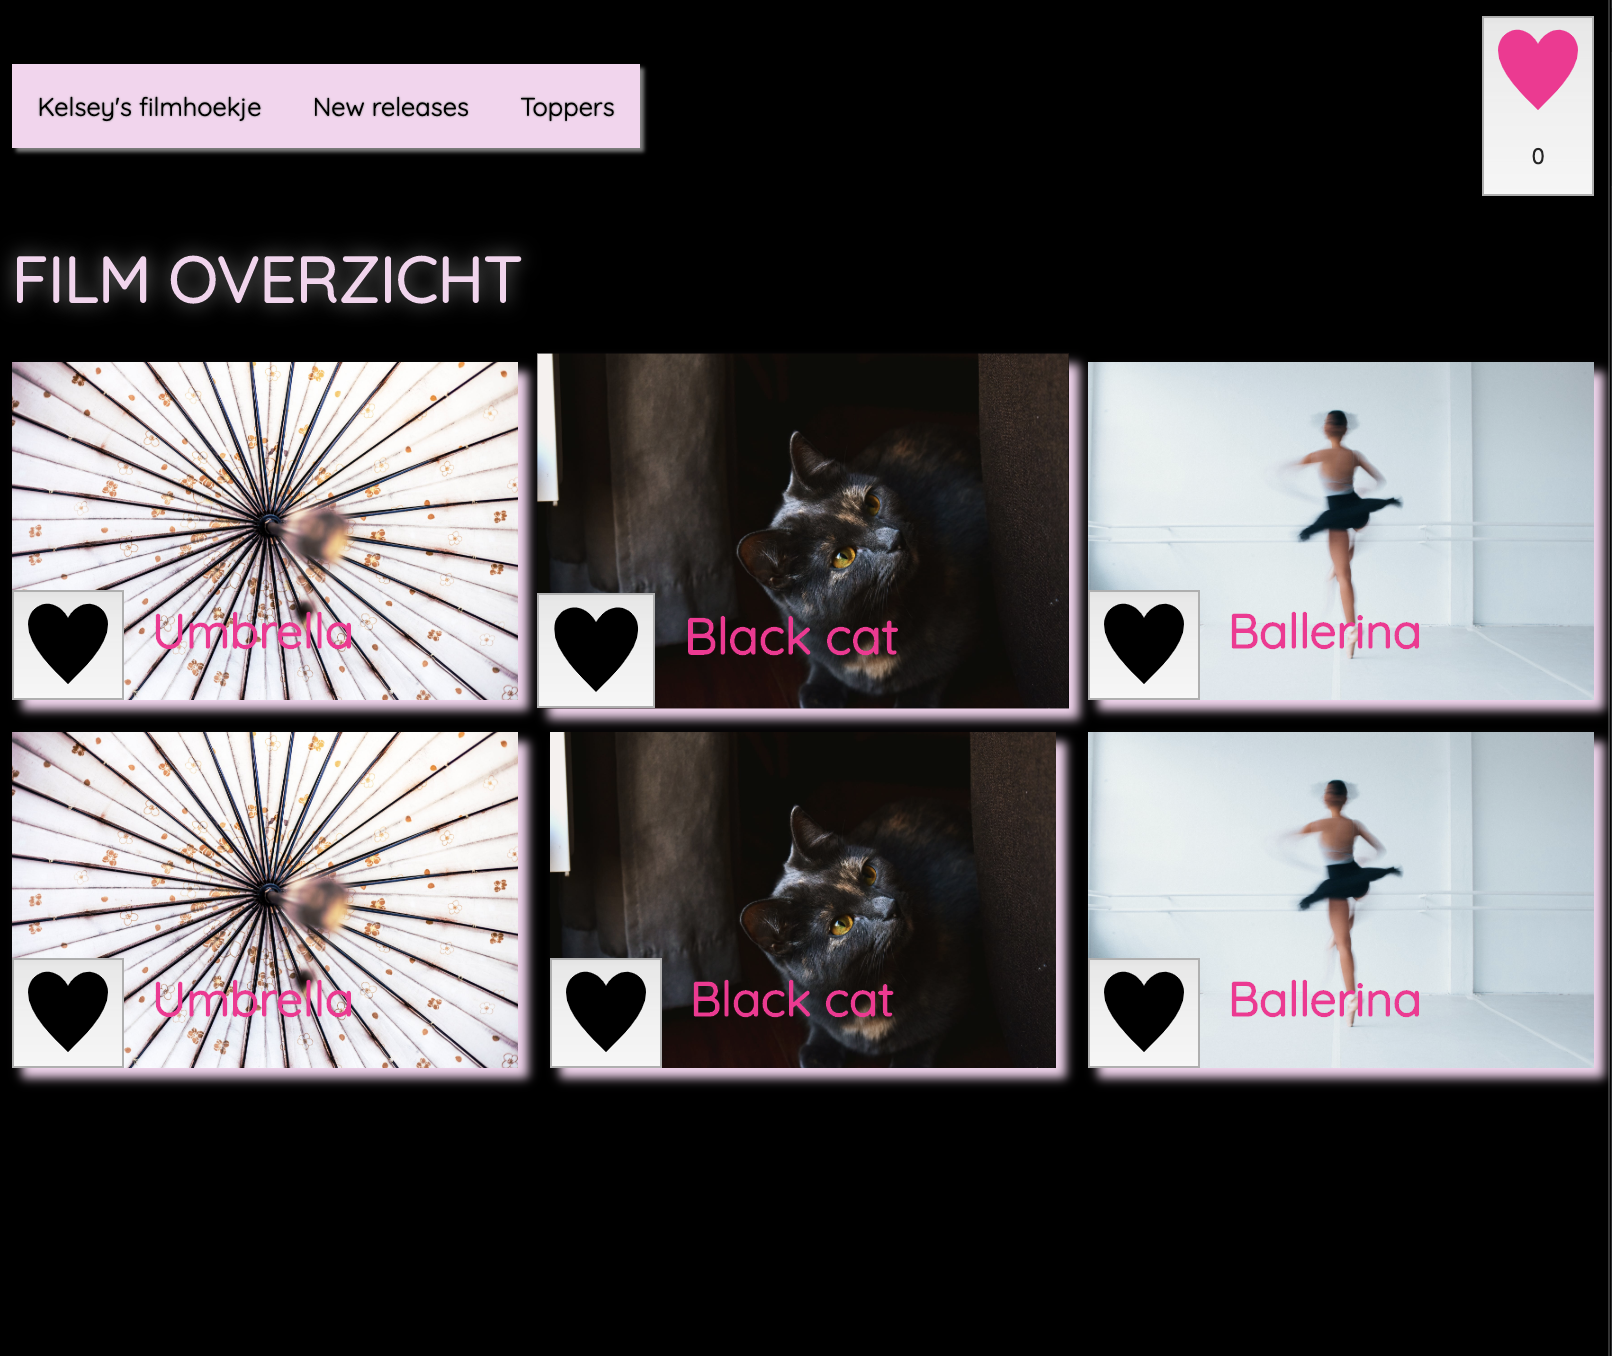 Kelsey's filmhoekje New releases Toppers
0
FILM OVERZICHT
Umbrella
Black cat
Ballerina
Umbrella
Black cat
Ballerina